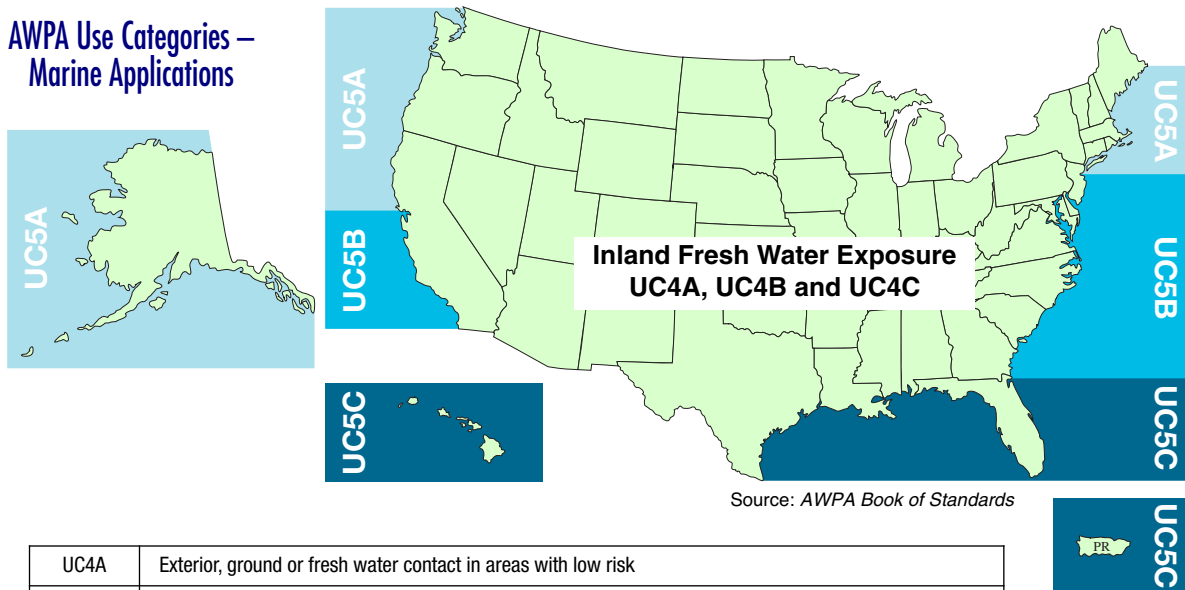 AWPA Use Categories –
Marine Applications
UC5A
UC5A
UC5A
UC5B
UC5B
Inland Fresh Water Exposure
UC4A, UC4B and UC4C
UC5C
UC5C
Source: AWPA Book of Standards
UC5C
PR
UC4A Exterior, ground or fresh water contact in areas with low risk